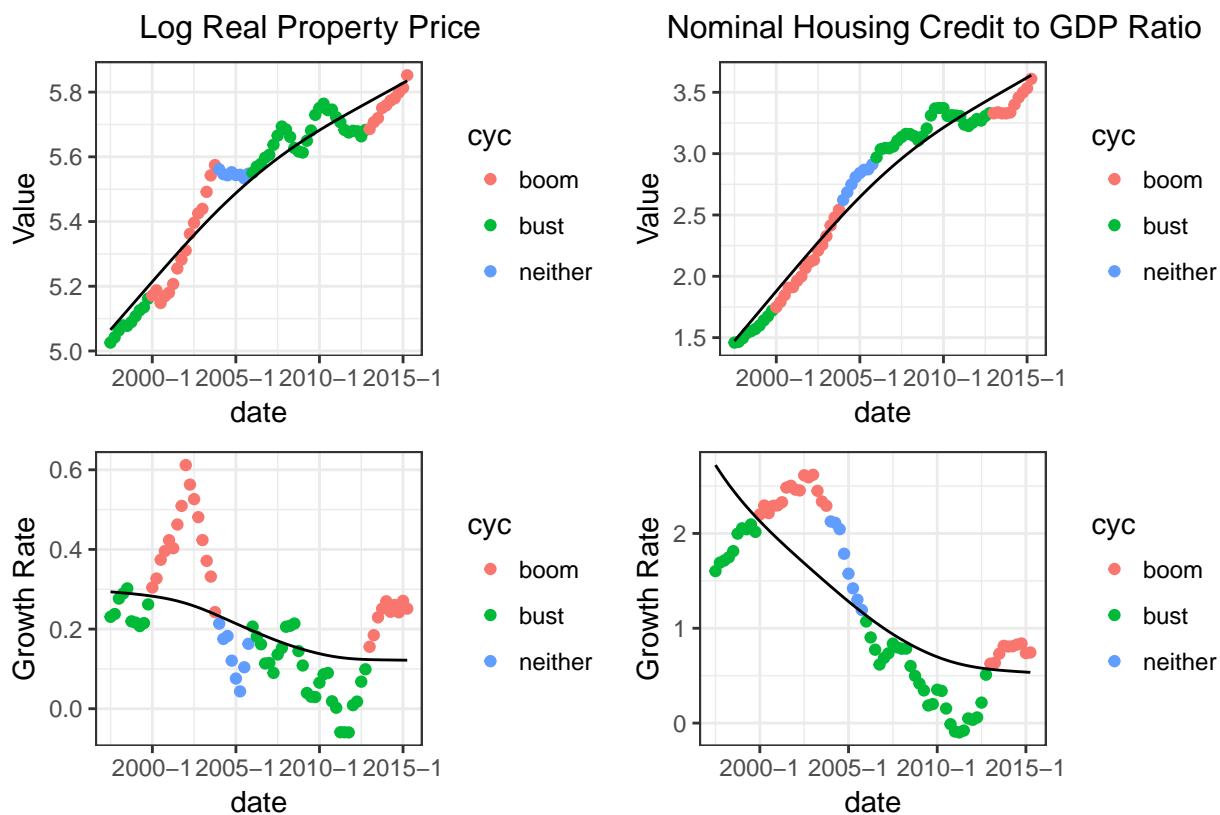 Log Real Property Price
Value
5.8
5.6
5.4
5.2
5.0
2000−1
2005−1
2010−1
2015−1
date
cyc
boom
bust
neither
Nominal Housing Credit to GDP Ratio
Value
3.5
3.0
2.5
2.0
1.5
2000−1
2005−1
2010−1
2015−1
date
cyc
boom
bust
neither
Growth Rate
0.6
0.4
0.2
0.0
2000−1
2005−1
2010−1
2015−1
date
cyc
boom
bust
neither
Growth Rate
2
1
0
2000−1
2005−1
2010−1
2015−1
date
cyc
boom
bust
neither